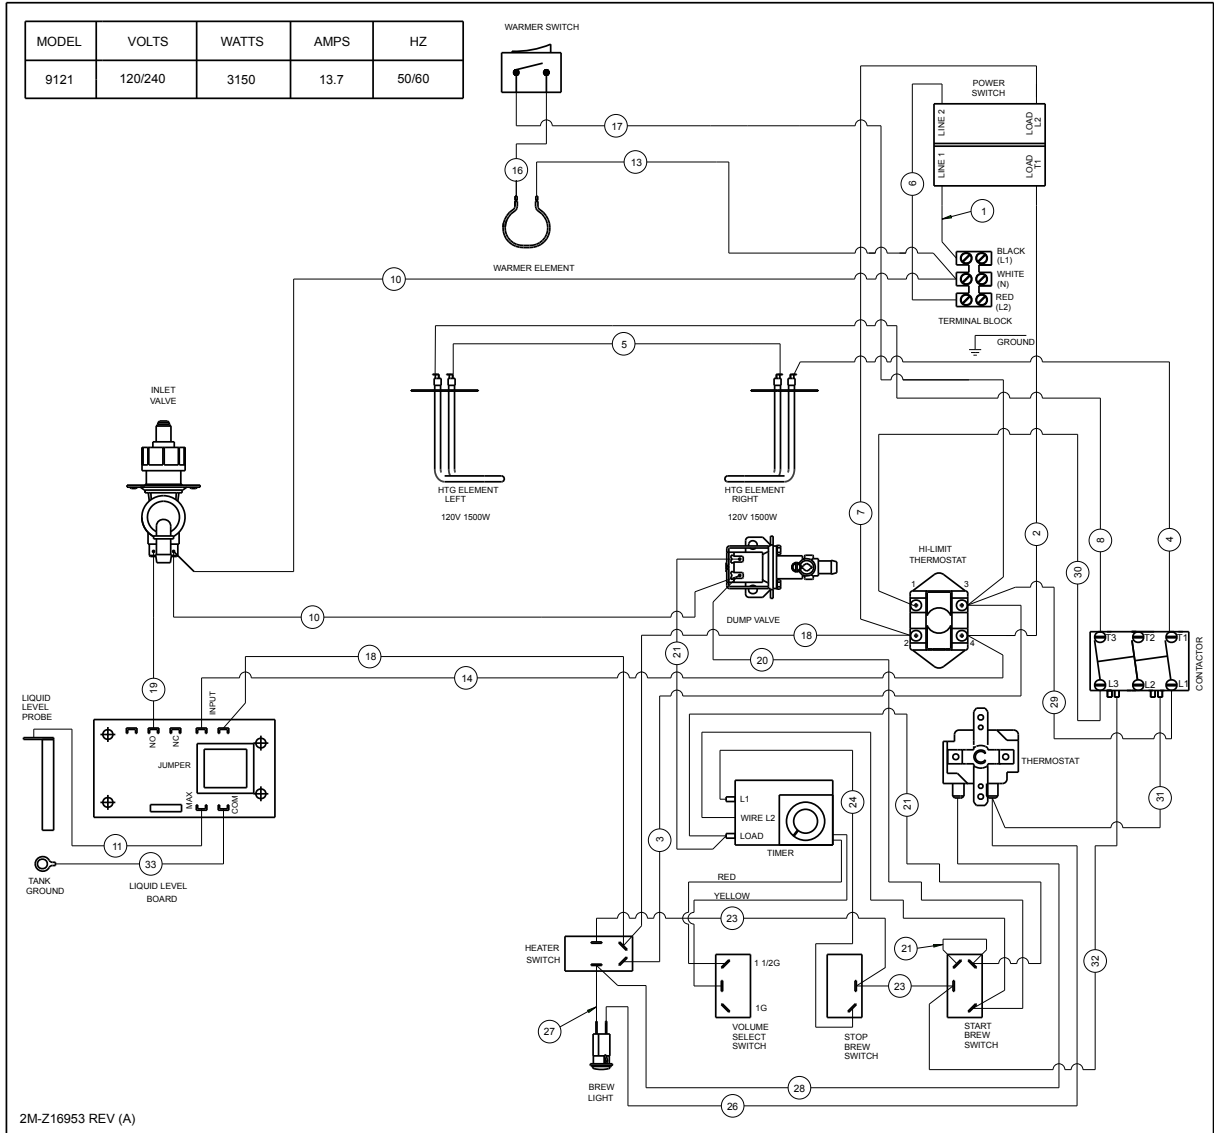 MODEL VOLTS WATTS AMPS HZ
9121 120/240 3150 13.7 50/60
WARMER SWITCH
POWER
SWITCH
LINE 2
LOAD
L2
LINE 1
LOAD
T1
17
16
13
6
1
BLACK
(L1)
WHITE
(N)
RED
(L2)
TERMINAL BLOCK
GROUND
WARMER ELEMENT
10
5
INLET
VALVE
HTG ELEMENT
LEFT
120V 1500W
HTG ELEMENT
RIGHT
120V 1500W
7
2
8
4
30
HI-LIMIT
THERMOSTAT
1
3
2
4
DUMP VALVE
10
21
18
20
18
14
19
T3
T2
T1
L3
L2
L1
CONTACTOR
29
31
THERMOSTAT
LIQUID
LEVEL
PROBE
INPUT
NO
NC
JUMPER
MAX
COM
11
33
TANK
GROUND
LIQUID LEVEL
BOARD
L1
WIRE L2
LOAD
TIMER
24
21
3
RED
YELLOW
23
HEATER
SWITCH
21
32
1 1/2G
1G
VOLUME
SELECT
SWITCH
23
STOP
BREW
SWITCH
START
BREW
SWITCH
27
BREW
LIGHT
28
26
2M-Z16953 REV (A)